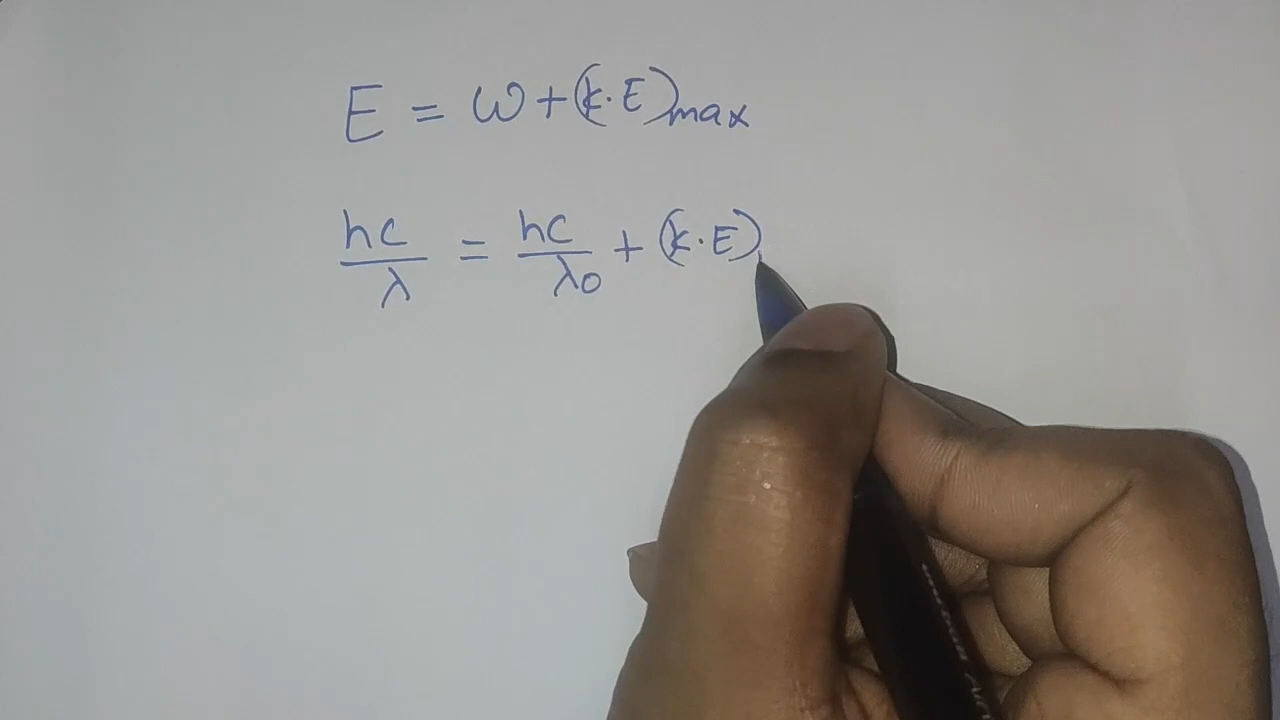 E = ω + (K·E)max
hc/λ = hc/λ0 + (K·E)